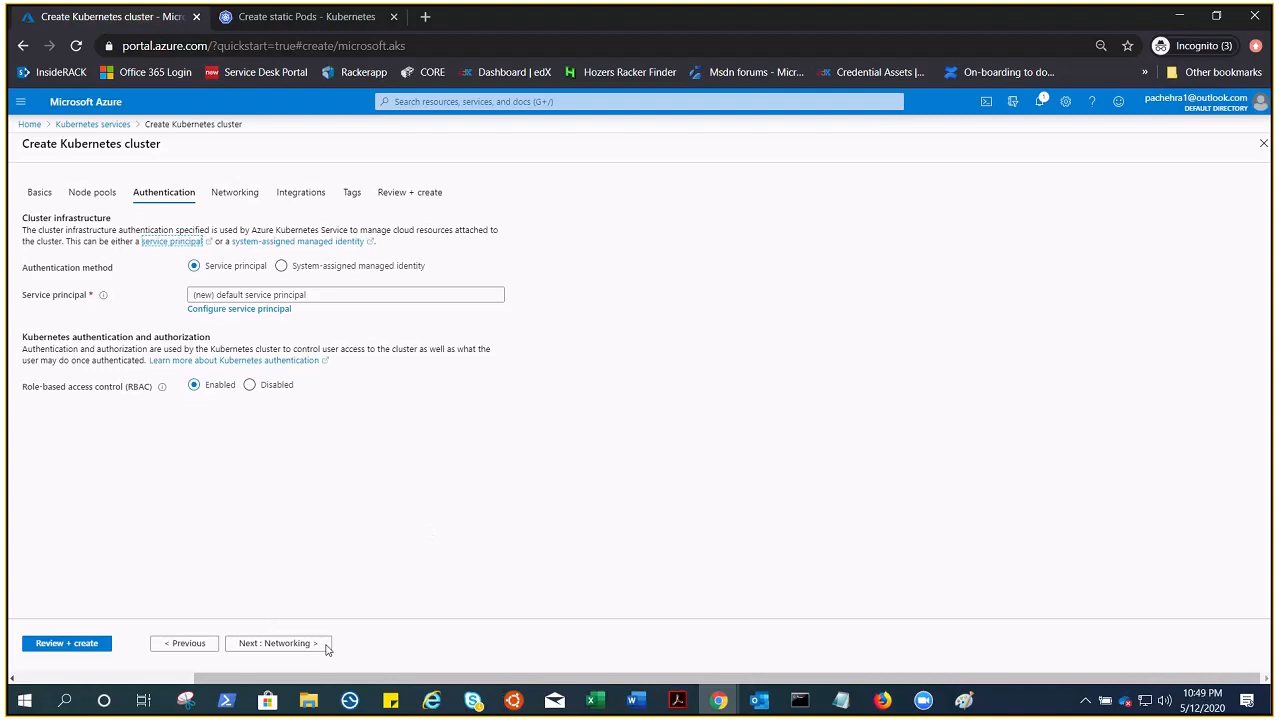 Create Kubernetes cluster - Micr
Create static Pods - Kubernetes
portal.azure.com/?quickstart=true#create/microsoft.aks
Incognito (3)
InsideRACK
Office 365 Login
new
Service Desk Portal
Rackerapp
CORE
Dashboard | edX
Hozers Racker Finder
Msdn forums - Micr...
Credential Assets,...
On-boarding to do...
»
Other bookmarks
Microsoft Azure
Search resources, services, and docs (G+/)
1
pachehra1@outlook.com
DEFAULT DIRECTORY
Home > Kubernetes services > Create Kubernetes cluster
Create Kubernetes cluster
Basics Node pools Authentication Networking Integrations Tags Review + create
Cluster infrastructure
The cluster infrastructure authentication specified is used by Azure Kubernetes Service to manage cloud resources attached to
the cluster. This can be either a service principal or a system-assigned managed identity .
Authentication method
Service principal
System-assigned managed identity
Service principal *
(new) default service principal
Configure service principal
Kubernetes authentication and authorization
Authentication and authorization are used by the Kubernetes cluster to control user access to the cluster as well as what the
user may do once authenticated. Learn more about Kubernetes authentication
Role-based access control (RBAC)
Enabled
Disabled
Review + create
< Previous
Next : Networking >
10:49 PM
5/12/2020